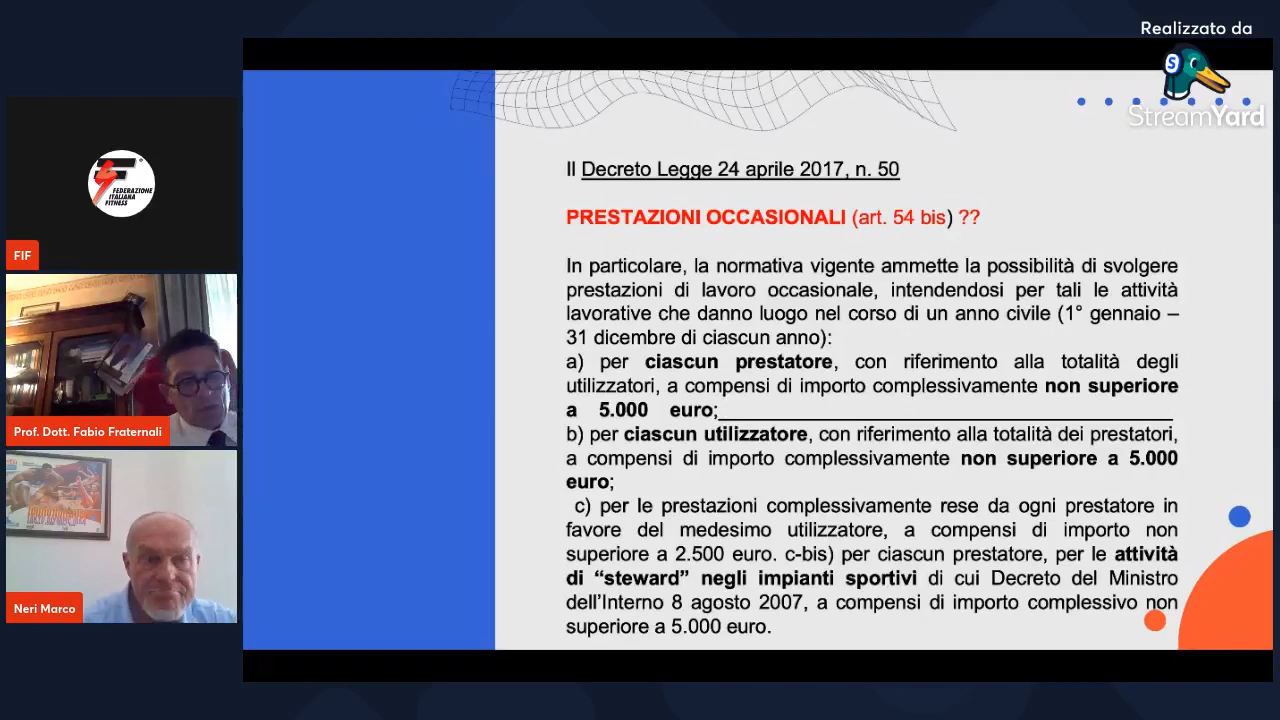 Realizzato da
S
StreamYard
FEDERAZIONE
ITALIANA
FITNESS
FIF
Prof. Dott. Fabio Fraternali
Neri Marco
Il Decreto Legge 24 aprile 2017, n. 50
PRESTAZIONI OCCASIONALI (art. 54 bis) ??
In particolare, la normativa vigente ammette la possibilità di svolgere
prestazioni di lavoro occasionale, intendendosi per tali le attività
lavorative che danno luogo nel corso di un anno civile (1° gennaio –
31 dicembre di ciascun anno):
a) per ciascun prestatore, con riferimento alla totalità degli
utilizzatori, a compensi di importo complessivamente non superiore
a 5.000 euro;
b) per ciascun utilizzatore, con riferimento alla totalità dei prestatori,
a compensi di importo complessivamente non superiore a 5.000
euro;
c) per le prestazioni complessivamente rese da ogni prestatore in
favore del medesimo utilizzatore, a compensi di importo non
superiore a 2.500 euro. c-bis) per ciascun prestatore, per le attività
di “steward” negli impianti sportivi di cui Decreto del Ministro
dell’Interno 8 agosto 2007, a compensi di importo complessivo non
superiore a 5.000 euro.